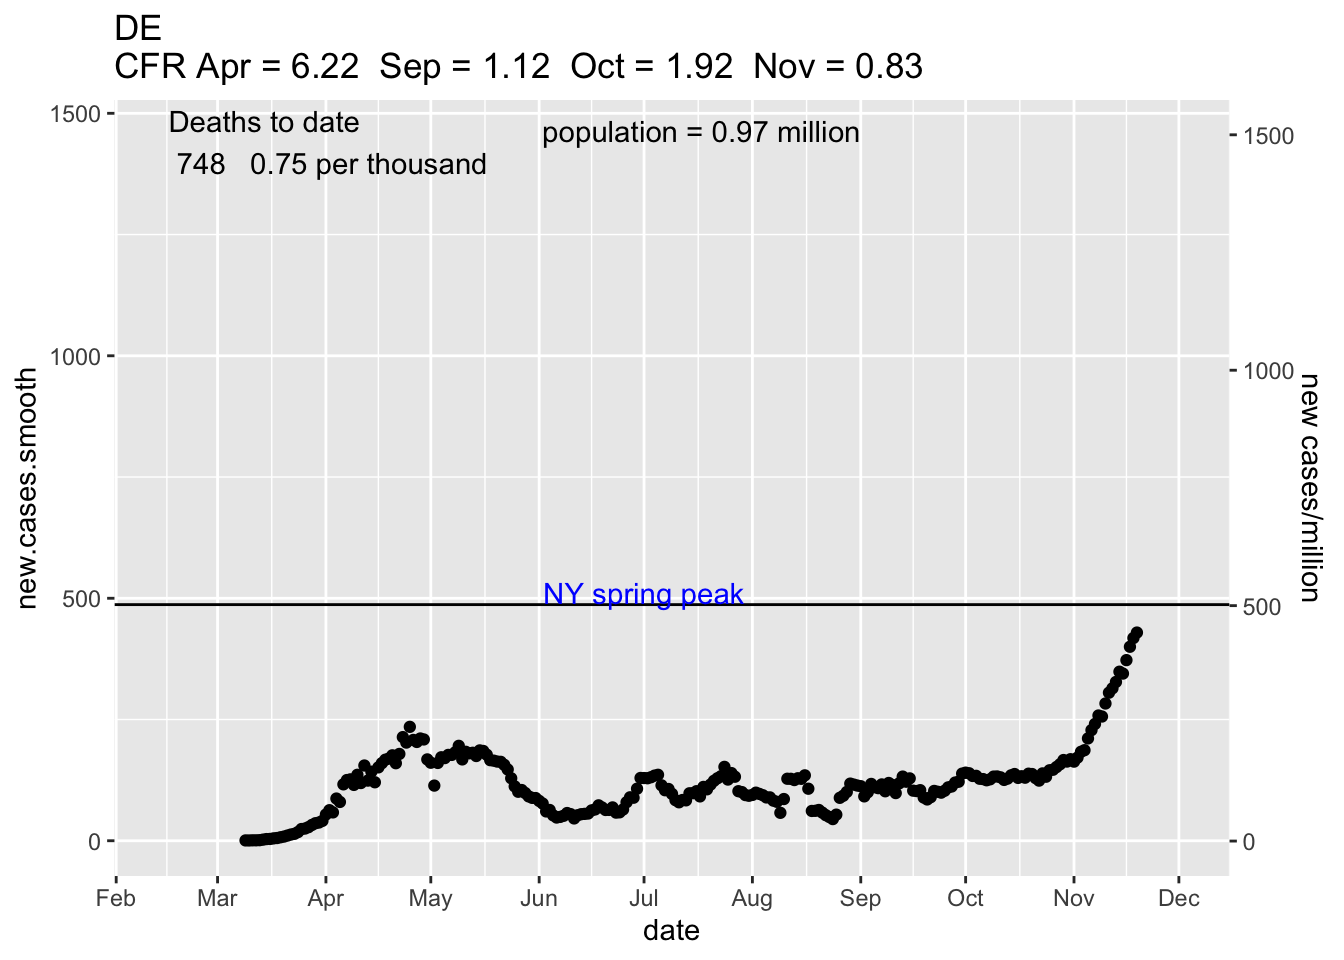 DE
CFR Apr = 6.22  Sep = 1.12  Oct = 1.92  Nov = 0.83
Deaths to date
748   0.75 per thousand
population = 0.97 million
NY spring peak
new.cases.smooth
1500
1000
500
0
new cases/million
1500
1000
500
0
Feb Mar Apr May Jun Jul Aug Sep Oct Nov Dec
date